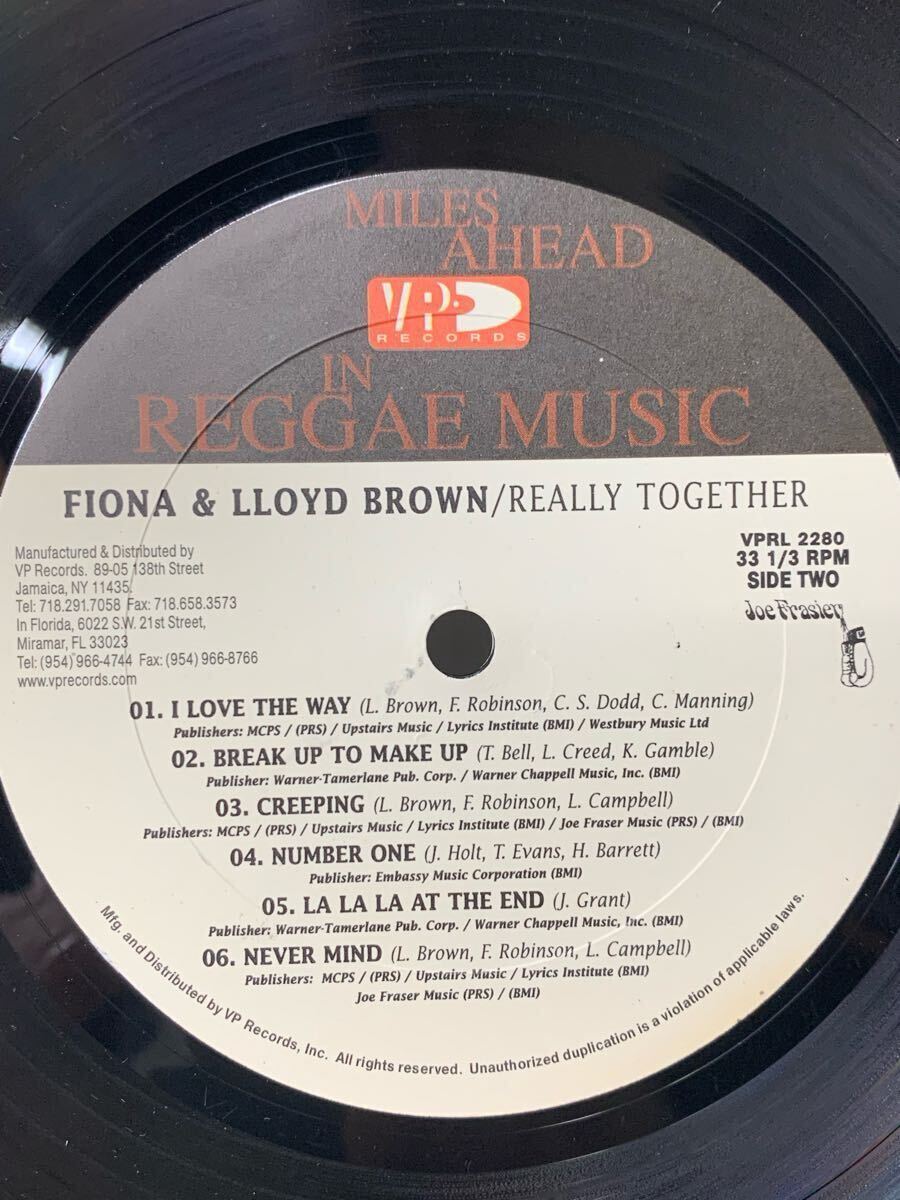 MILES
AHEAD
VP
RECORDS
IN
REGGAE MUSIC
FIONA & LLOYD BROWN/REALLY TOGETHER
Manufactured & Distributed by
VP Records. 89-05 138th Street
Jamaica, NY 11435.
Tel: 718.291.7058 Fax: 718.658.3573
In Florida, 6022 S.W. 21st Street,
Miramar, FL 33023
Tel: (954) 966-4744 Fax: (954) 966-8766
www.vprecords.com
VPRL 2280
33 1/3 RPM
SIDE TWO
Joe Frasier
01. I LOVE THE WAY (L. Brown, F. Robinson, C. S. Dodd, C. Manning)
Publishers: MCPS / (PRS) / Upstairs Music / Lyrics Institute (BMI) / Westbury Music Ltd
02. BREAK UP TO MAKE UP (T. Bell, L. Creed, K. Gamble)
Publisher: Warner-Tamerlane Pub. Corp. / Warner Chappell Music, Inc. (BMI)
03. CREEPING (L. Brown, F. Robinson, L. Campbell)
Publishers: MCPS / (PRS) / Upstairs Music / Lyrics Institute (BMI) / Joe Fraser Music (PRS) / (BMI)
04. NUMBER ONE (J. Holt, T. Evans, H. Barrett)
Publisher: Embassy Music Corporation (BMI)
05. LA LA LA AT THE END (J. Grant)
Publisher: Warner-Tamerlane Pub. Corp. / Warner Chappell Music, Inc. (BMI)
06. NEVER MIND (L. Brown, F. Robinson, L. Campbell)
Publishers: MCPS / (PRS) / Upstairs Music / Lyrics Institute (BMI)
Joe Fraser Music (PRS) / (BMI)
Mfg. and Distributed by VP Records, Inc. All rights reserved. Unauthorized duplication is a violation of applicable laws.